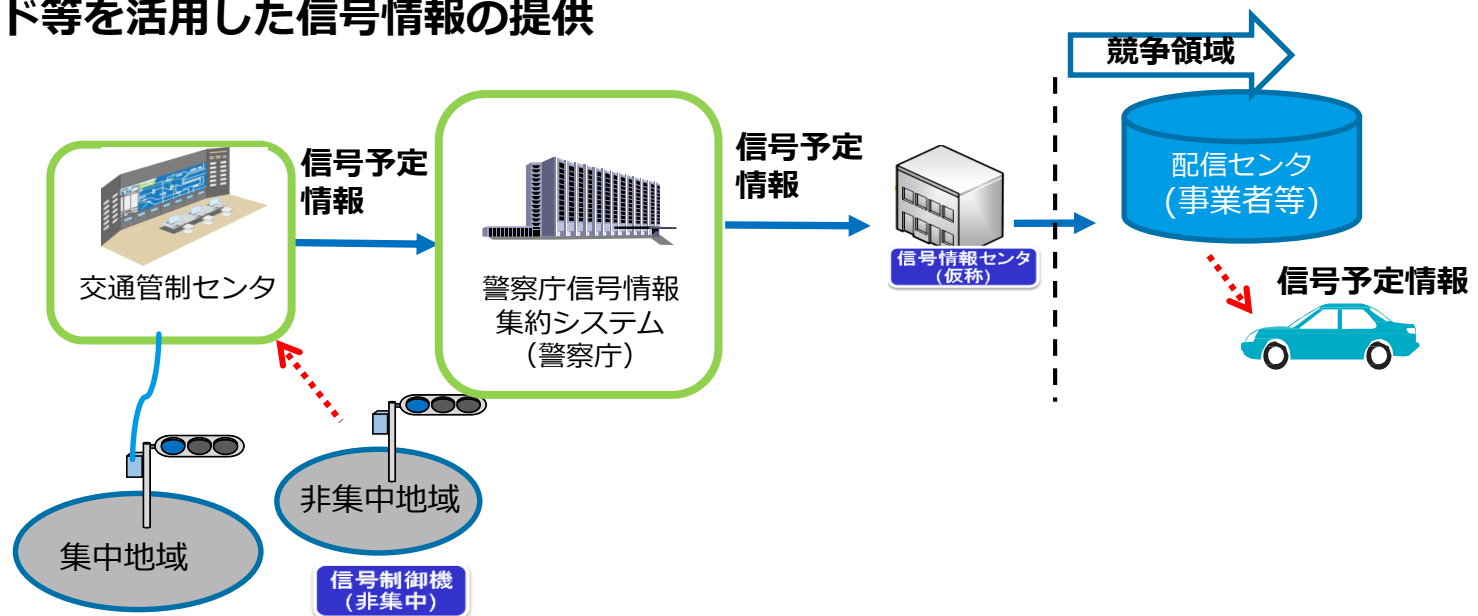 ド等を活用した信号情報の提供
競争領域
信号予定
情報
信号予定
情報
配信センタ
(事業者等)
信号情報センタ
(仮称)
交通管制センタ
警察庁信号情報
集約システム
（警察庁）
信号予定情報
非集中地域
集中地域
信号制御機
(非集中)